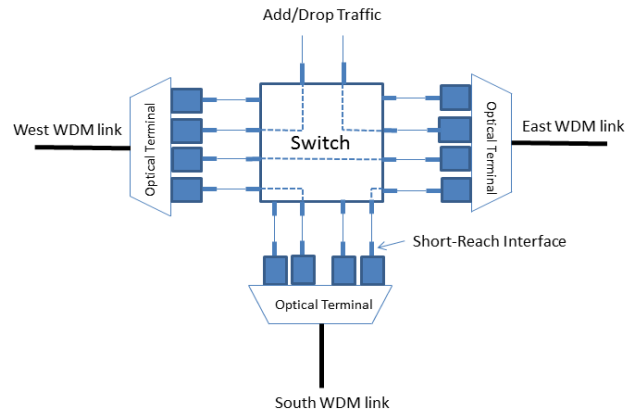 Add/Drop Traffic
West WDM link
Optical Terminal
Switch
Optical Terminal
East WDM link
Short-Reach Interface
Optical Terminal
South WDM link